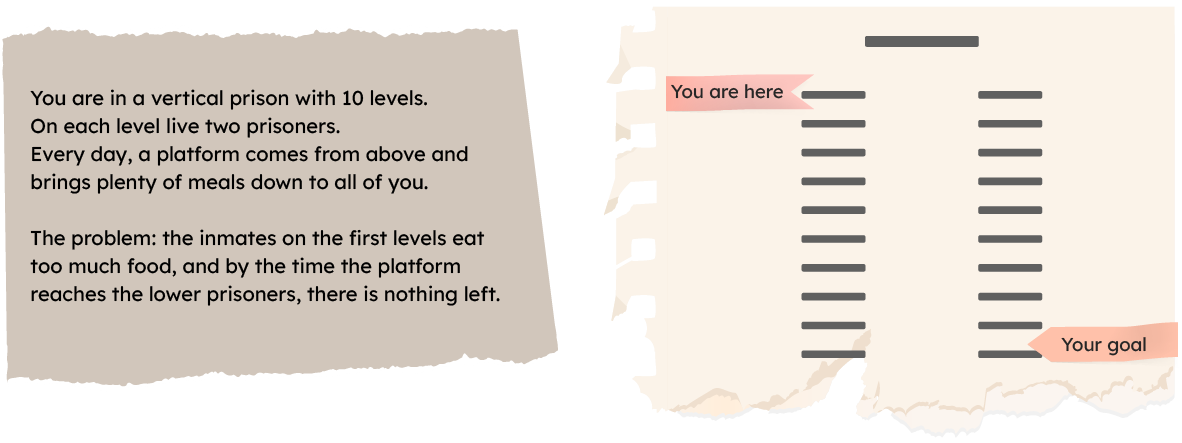 You are in a vertical prison with 10 levels.
On each level live two prisoners.
Every day, a platform comes from above and
brings plenty of meals down to all of you.
The problem: the inmates on the first levels eat
too much food, and by the time the platform
reaches the lower prisoners, there is nothing left.
You are here
Your goal